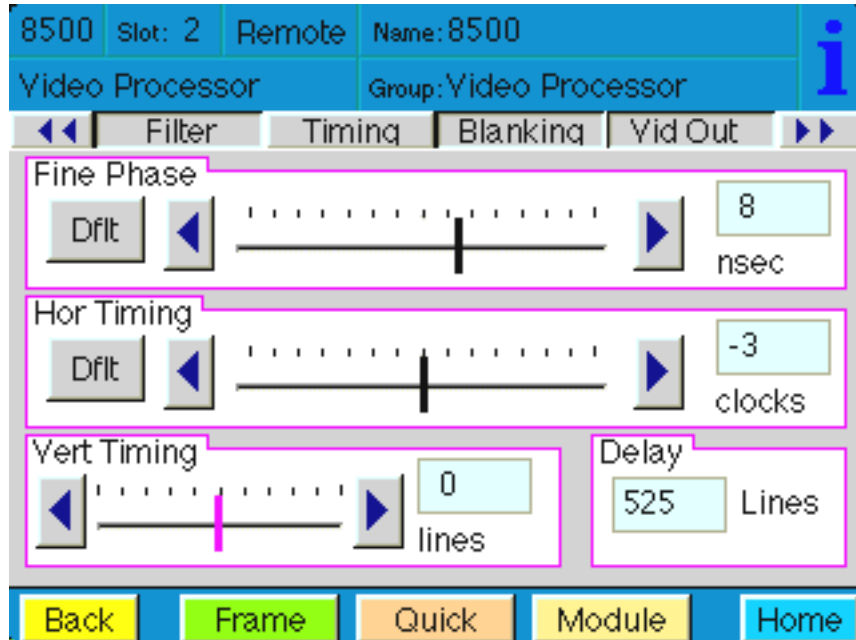 8500 Slot: 2 Remote Name: 8500
Video Processor Group: Video Processor
i
Filter Timing Blanking Vid Out
Fine Phase
Dflt 8
nsec
Hor Timing
Dflt -3
clocks
Vert Timing Delay
0 525 Lines
lines
Back Frame Quick Module Home